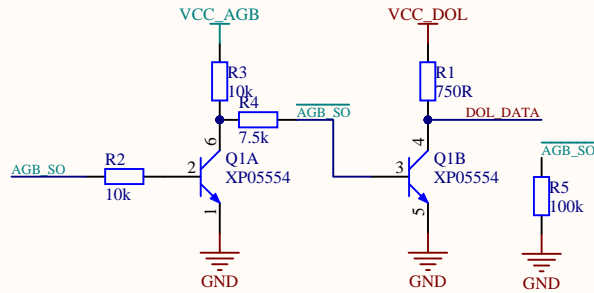 VCC_AGB
VCC_DOL
R3
10k
R1
750R
R4
7.5k
AGB_SO
DOL_DATA
6
4
R2
10k
AGB_SO
2
Q1A
XP05554
3
Q1B
XP05554
AGB_SO
R5
100k
1
5
GND
GND
GND